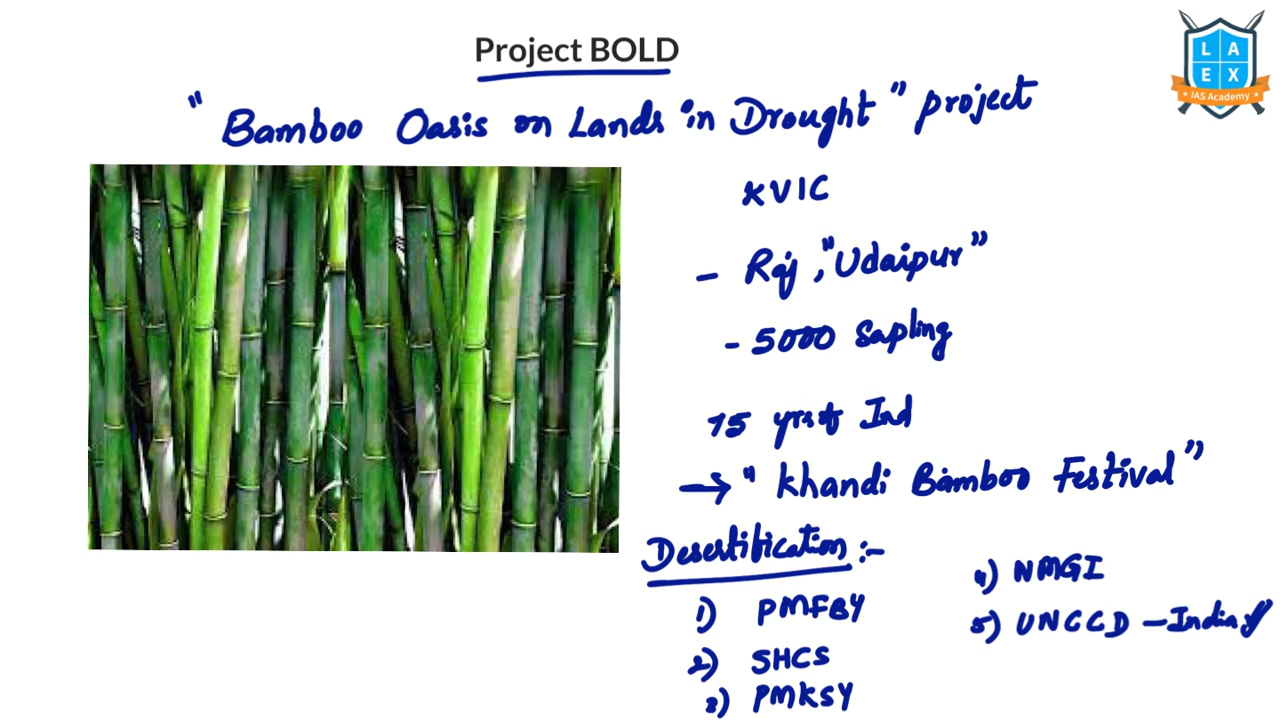 Project BOLD
L A
E X
IAS Academy
"Bamboo Oasis on Lands in Drought" project
KVIC
- Raj, "Udaipur"
- 5000 Sapling
75 yrs of Ind
→ "Khandi Bamboo Festival"
Desertification :-
1) PMFBY
2) SHCS
3) PMKSY
4) NMGI
5) UNCCD - India